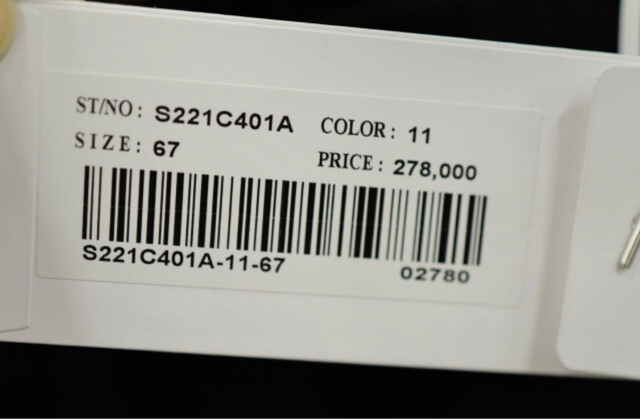 ST/NO: S221C401A COLOR: 11
SIZE: 67 PRICE: 278,000
S221C401A-11-67 02780